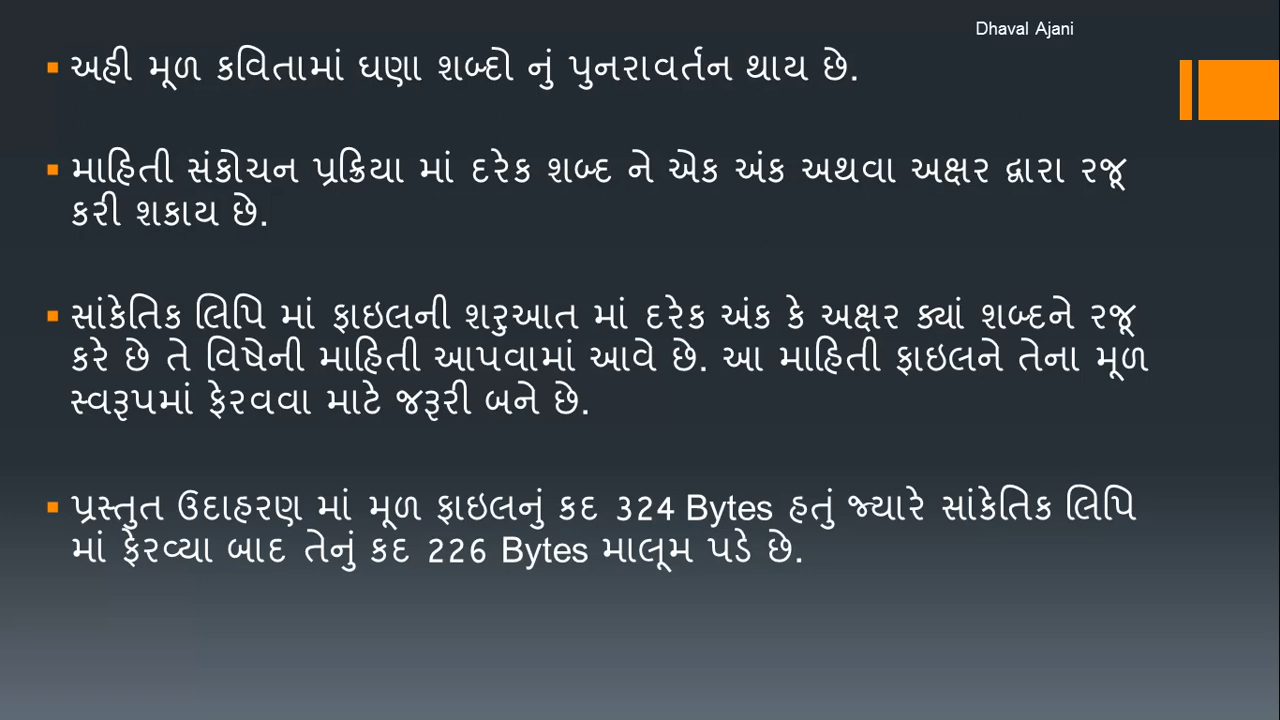 Dhaval Ajani
અહી મૂળ કવિતામાં ઘણા શબ્દો નું પુનરાવર્તન થાય છે.
માહિતી સંકોચન પ્રક્રિયા માં દરેક શબ્દ ને એક અંક અથવા અક્ષર દ્વારા રજૂ
કરી શકાય છે.
સાંકેતિક લિપિ માં ફાઇલની શરુઆત માં દરેક અંક કે અક્ષર ક્યાં શબ્દને રજૂ
કરે છે તે વિષેની માહિતી આપવામાં આવે છે. આ માહિતી ફાઇલને તેના મૂળ
સ્વરૂપમાં ફેરવવા માટે જરૂરી બને છે.
પ્રસ્તુત ઉદાહરણ માં મૂળ ફાઇલનું કદ 324 Bytes હતું જ્યારે સાંકેતિક લિપિ
માં ફેરવ્યા બાદ તેનું કદ 226 Bytes માલૂમ પડે છે.